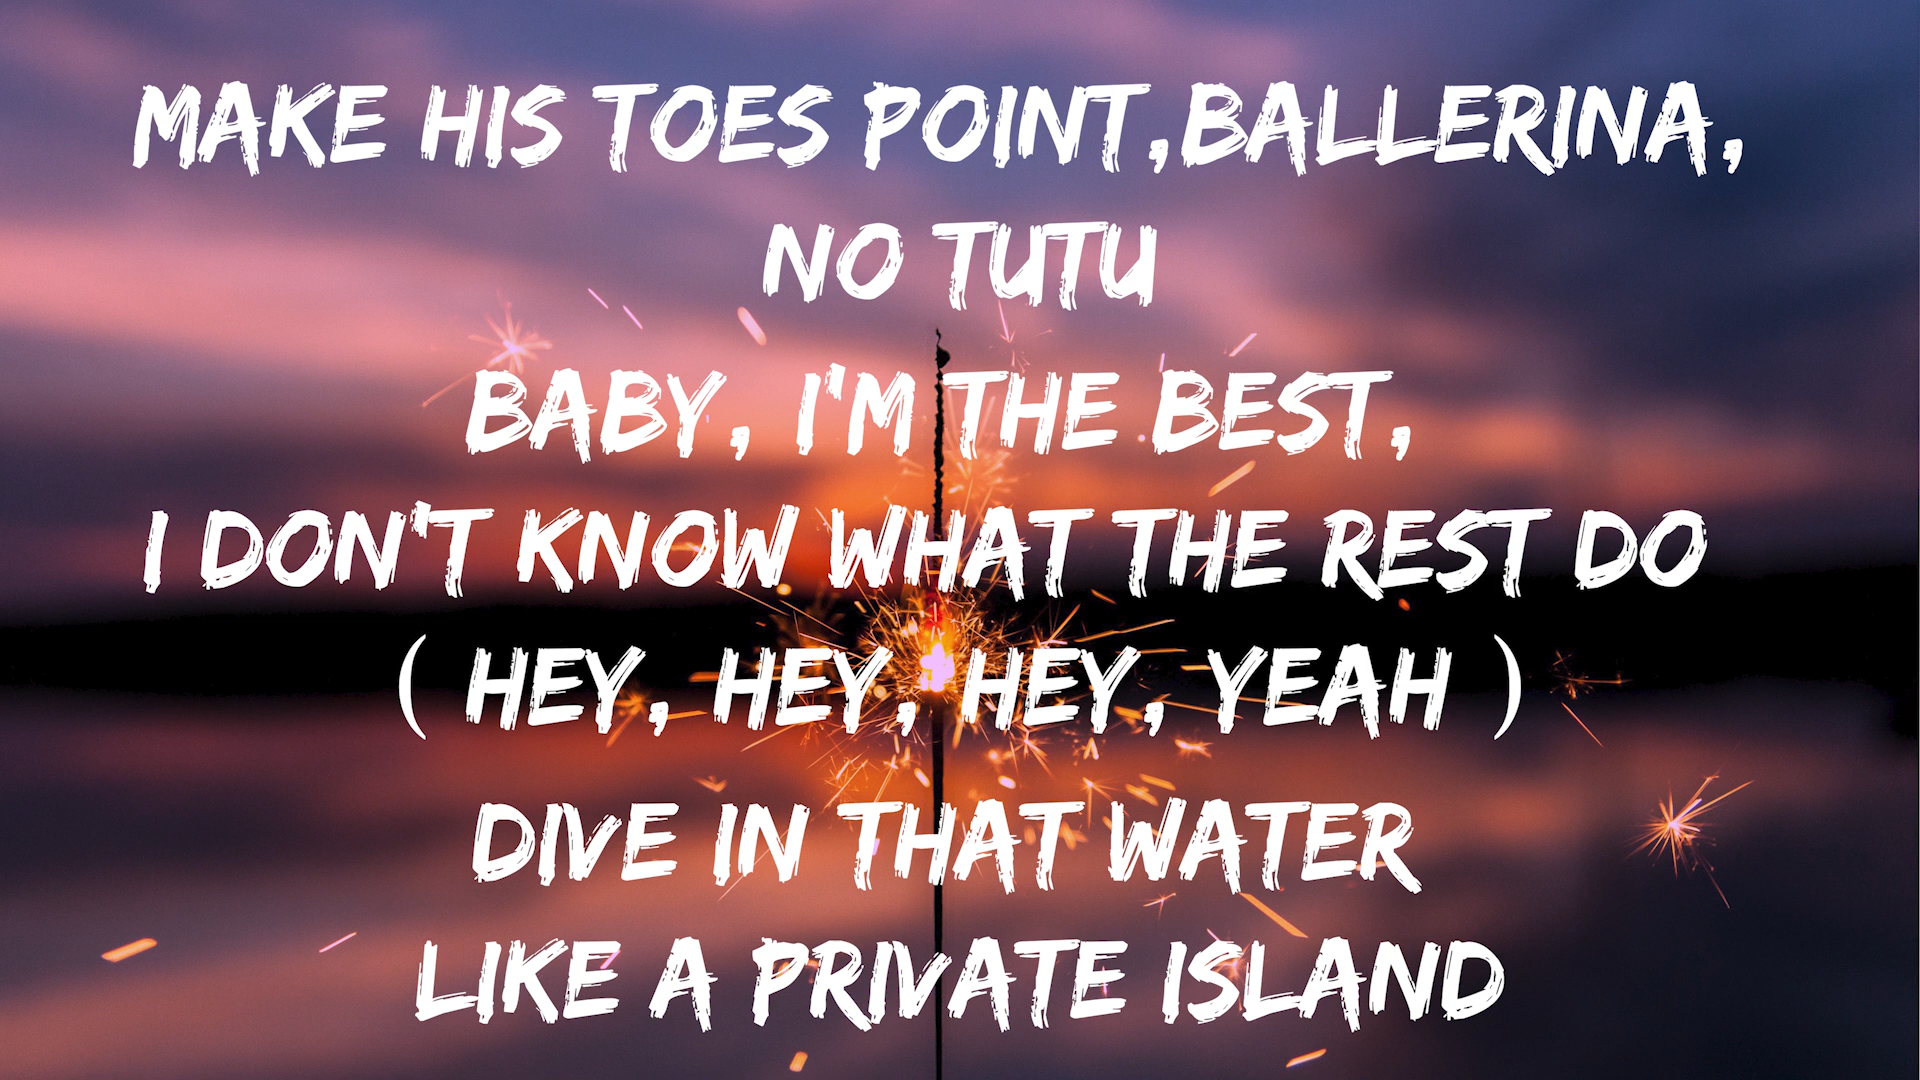 MAKE HIS TOES POINT,BALLERINA,
NO TUTU
BABY, I'M THE BEST,
I DON'T KNOW WHAT THE REST DO
( HEY, HEY, HEY, YEAH )
DIVE IN THAT WATER
LIKE A PRIVATE ISLAND